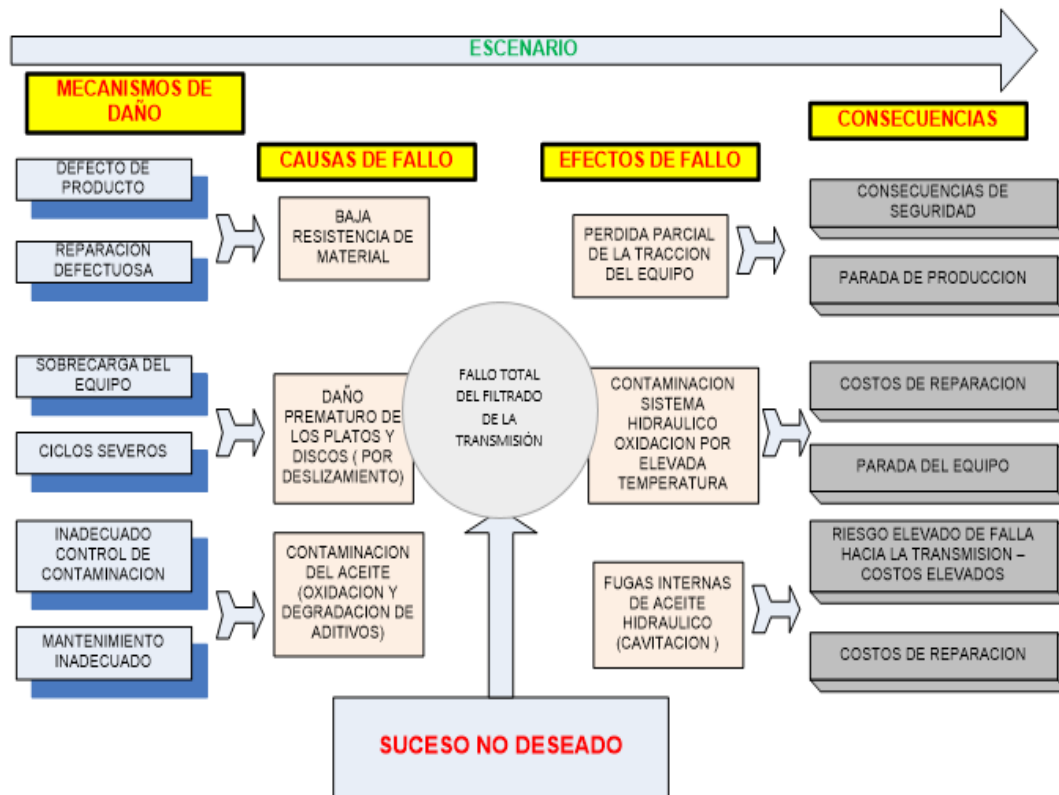 ESCENARIO
MECANISMOS DE
DAÑO
CONSECUENCIAS
CAUSAS DE FALLO
EFECTOS DE FALLO
DEFECTO DE
PRODUCTO
REPARACION
DEFECTUOSA
BAJA
RESISTENCIA DE
MATERIAL
PERDIDA PARCIAL
DE LA TRACCION
DEL EQUIPO
CONSECUENCIAS DE
SEGURIDAD
PARADA DE PRODUCCION
SOBRECARGA DEL
EQUIPO
CICLOS SEVEROS
DAÑO
PREMATURO DE
LOS PLATOS Y
DISCOS ( POR
DESLIZAMIENTO)
FALLO TOTAL
DEL FILTRADO
DE LA
TRANSMISIÓN
CONTAMINACION
SISTEMA
HIDRAULICO
OXIDACION POR
ELEVADA
TEMPERATURA
COSTOS DE REPARACION
PARADA DEL EQUIPO
INADECUADO
CONTROL DE
CONTAMINACION
MANTENIMIENTO
INADECUADO
CONTAMINACION
DEL ACEITE
(OXIDACION Y
DEGRADACION DE
ADITIVOS)
FUGAS INTERNAS
DE ACEITE
HIDRAULICO
(CAVITACION )
RIESGO ELEVADO DE FALLA
HACIA LA TRANSMISION –
COSTOS ELEVADOS
COSTOS DE REPARACION
SUCESO NO DESEADO